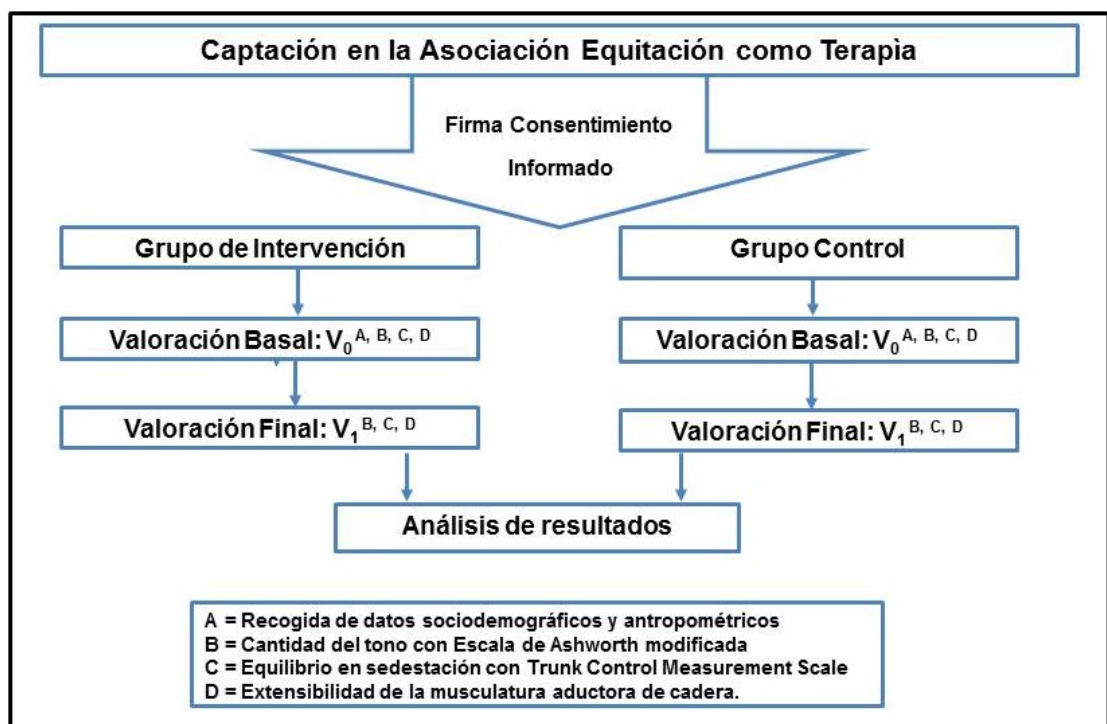 Captación en la Asociación Equitación como Terapìa
Firma Consentimiento
Informado
Grupo de Intervención
Grupo Control
Valoración Basal: V0 A, B, C, D
Valoración Basal: V0 A, B, C, D
Valoración Final: V1 B, C, D
Valoración Final: V1 B, C, D
Análisis de resultados
A = Recogida de datos sociodemográficos y antropométricos
B = Cantidad del tono con Escala de Ashworth modificada
C = Equilibrio en sedestación con Trunk Control Measurement Scale
D = Extensibilidad de la musculatura aductora de cadera.